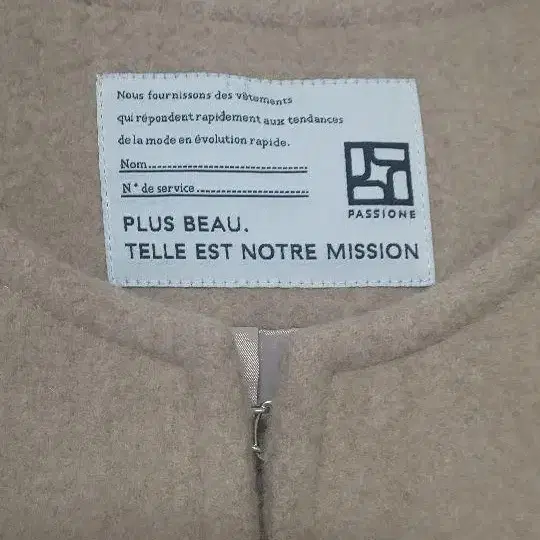 Nous fournissons des vêtements
qui répondent rapidement aux tendances
de la mode en évolution rapide.
Nom
N° de service
PASSIONE
PLUS BEAU.
TELLE EST NOTRE MISSION